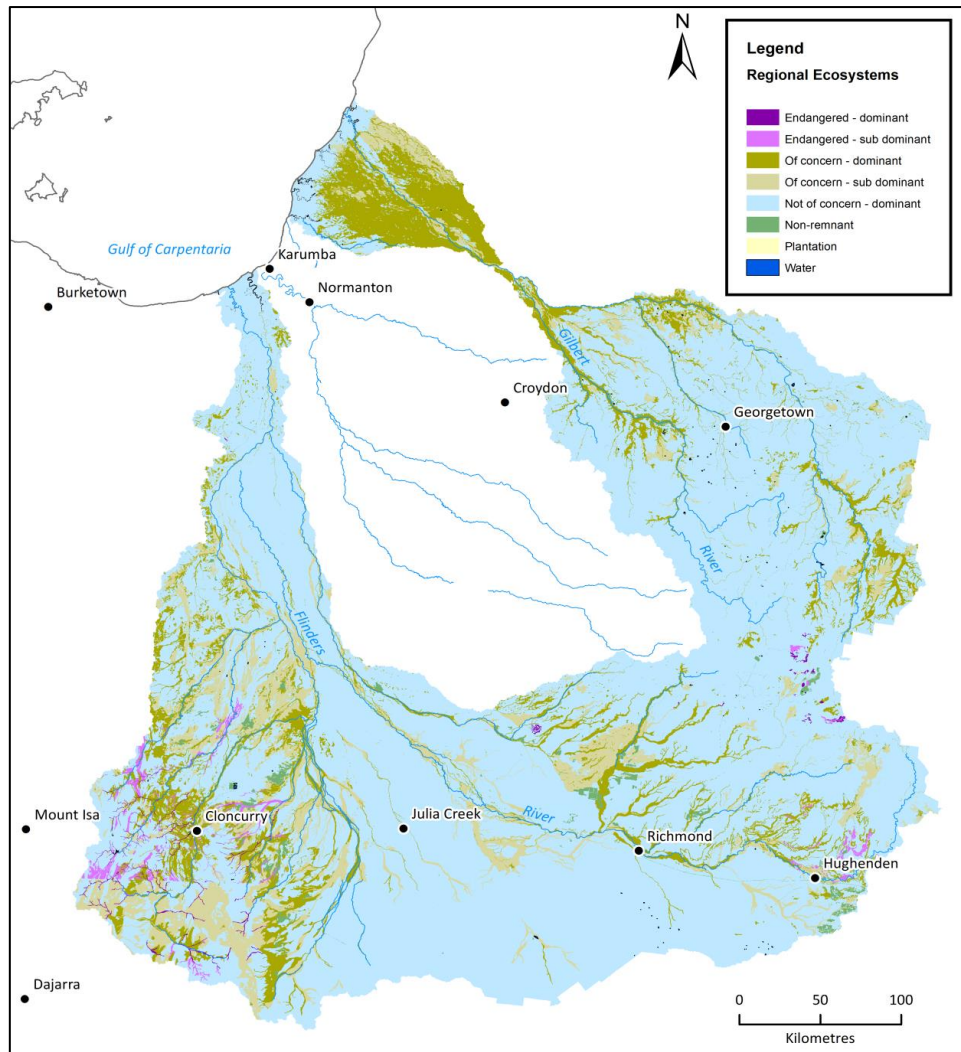 N
Legend
Regional Ecosystems
Endangered - dominant
Endangered - sub dominant
Of concern - dominant
Of concern - sub dominant
Not of concern - dominant
Non-remnant
Plantation
Water
Gulf of Carpentaria
Karumba
Burketown
Normanton
Gilbert
Croydon
Georgetown
River
Flinders
Mount Isa
Cloncurry
Julia Creek
River
Richmond
Hughenden
Dajarra
0 50 100
Kilometres